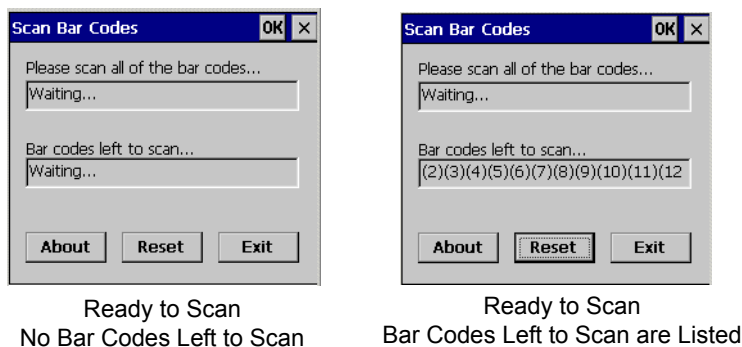 Scan Bar Codes OK ×
Please scan all of the bar codes...
Waiting...
Bar codes left to scan...
Waiting...
About Reset Exit
Ready to Scan
No Bar Codes Left to Scan
Scan Bar Codes OK ×
Please scan all of the bar codes...
Waiting...
Bar codes left to scan...
(2)(3)(4)(5)(6)(7)(8)(9)(10)(11)(12
About Reset Exit
Ready to Scan
Bar Codes Left to Scan are Listed